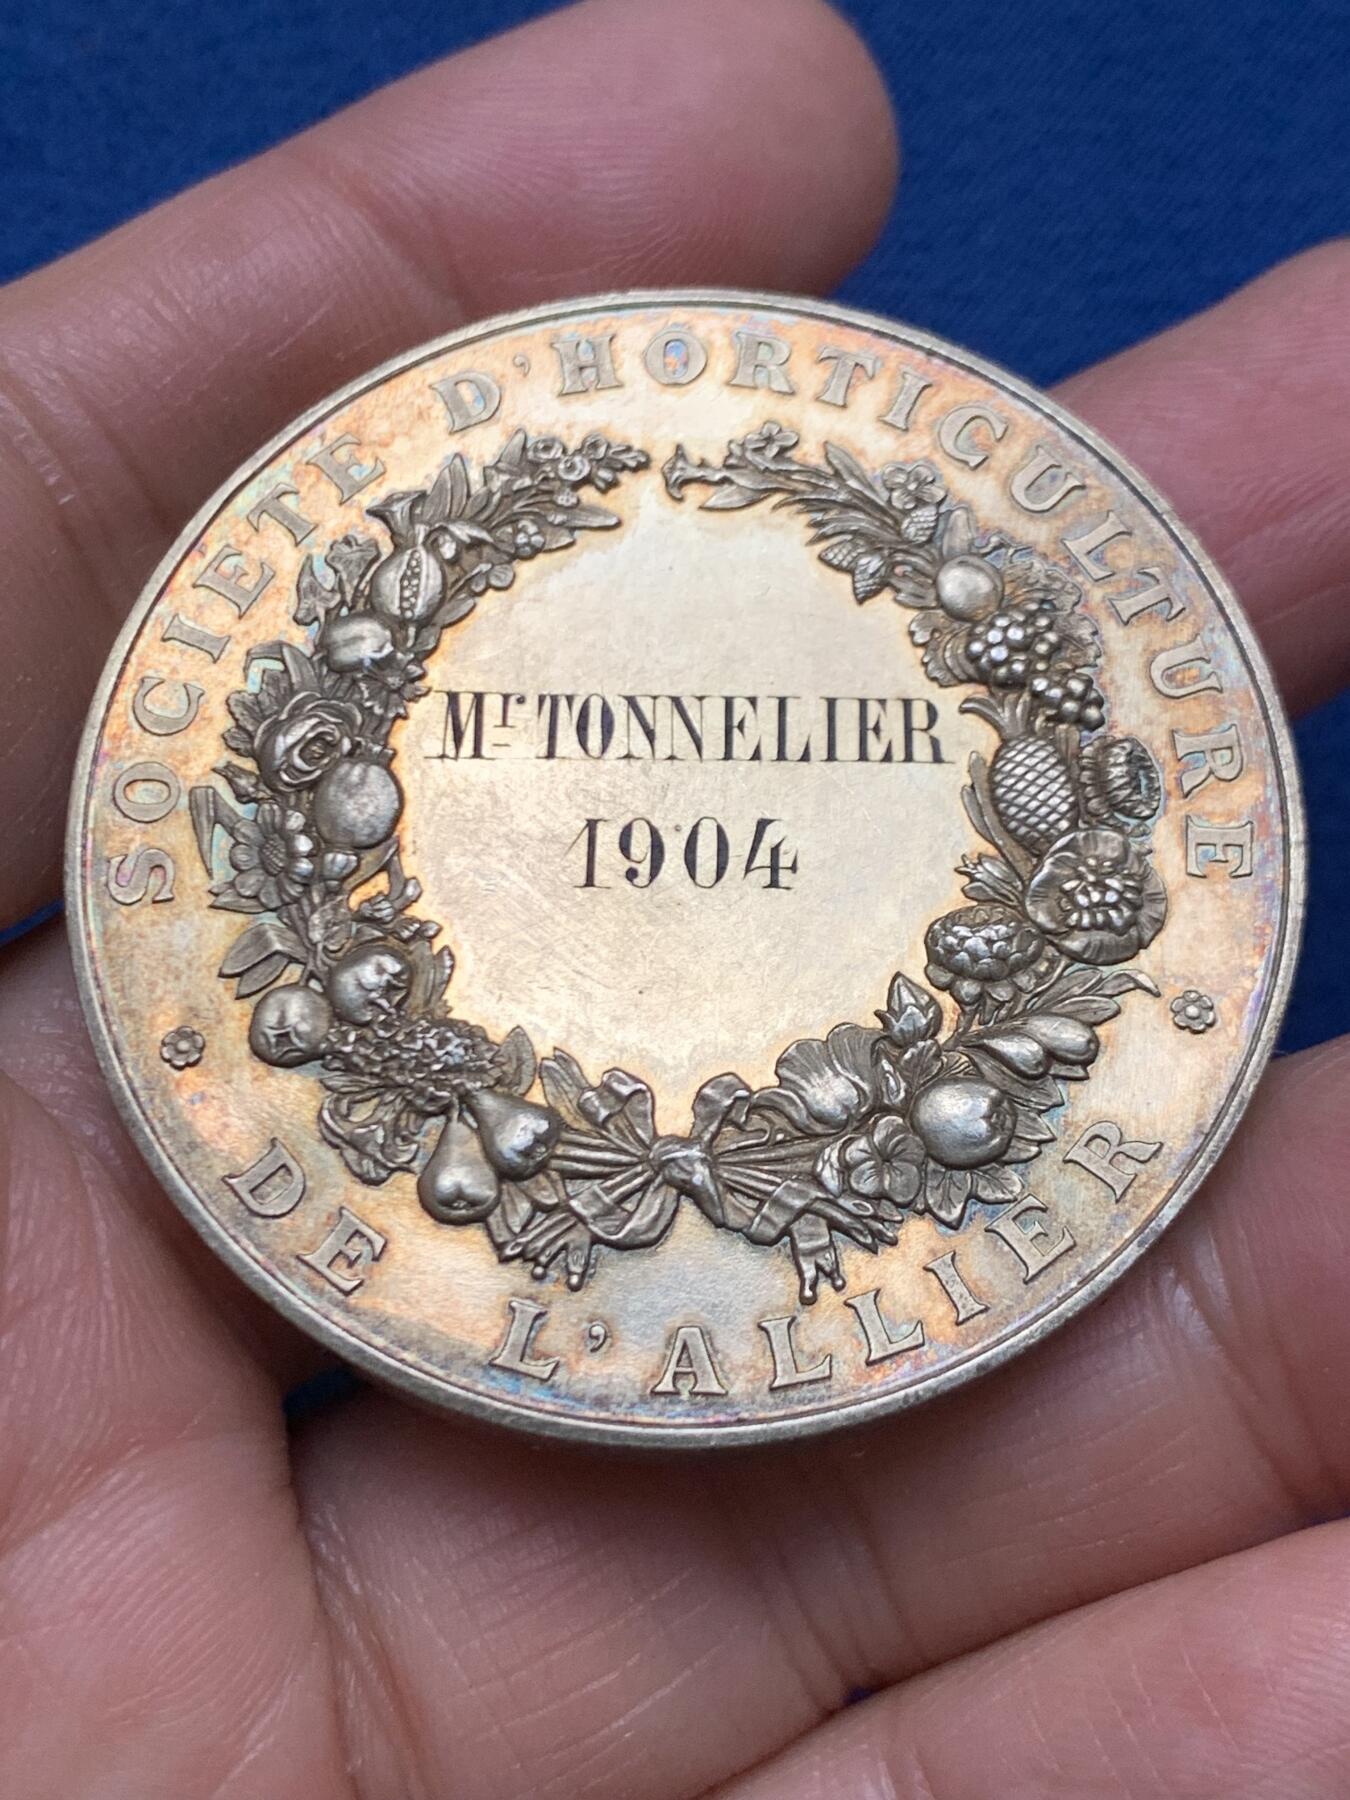 SOCIETE D'HORTICULTURE
Mr TONNELIER
1904
DE L'ALLIER